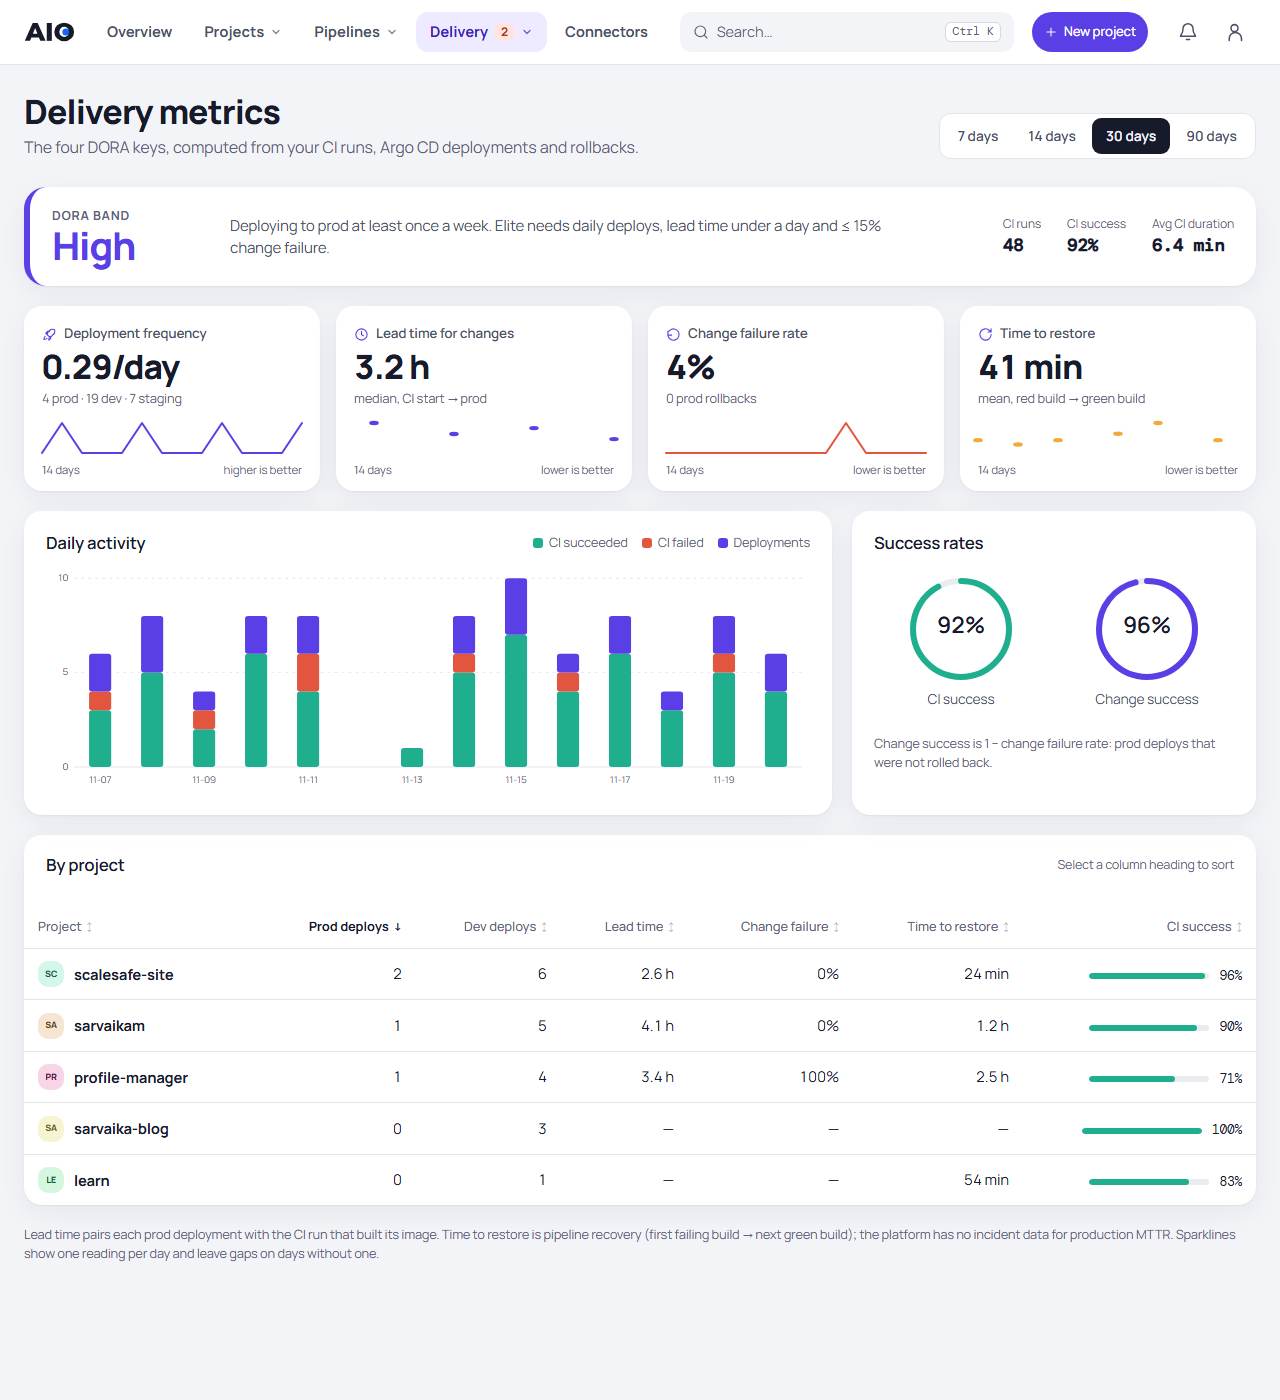 AIO
Overview
Projects
Pipelines
Delivery 2
Connectors
Search...
Ctrl K
+ New project
Delivery metrics
The four DORA keys, computed from your CI runs, Argo CD deployments and rollbacks.
7 days
14 days
30 days
90 days
DORA BAND
High
Deploying to prod at least once a week. Elite needs daily deploys, lead time under a day and ≤ 15%
change failure.
CI runs
48
CI success
92%
Avg CI duration
6.4 min
Deployment frequency
0.29/day
4 prod · 19 dev · 7 staging
14 days
higher is better
Lead time for changes
3.2 h
median, CI start → prod
14 days
lower is better
Change failure rate
4%
0 prod rollbacks
14 days
lower is better
Time to restore
41 min
mean, red build → green build
14 days
lower is better
Daily activity
CI succeeded
CI failed
Deployments
10
5
0
11-07
11-09
11-11
11-13
11-15
11-17
11-19
Success rates
92%
CI success
96%
Change success
Change success is 1 − change failure rate: prod deploys that
were not rolled back.
By project
Select a column heading to sort
Project ↕ Prod deploys ↓ Dev deploys ↕ Lead time ↕ Change failure ↕ Time to restore ↕ CI success ↕
SC scalesafe-site 2 6 2.6 h 0% 24 min 96%
SA sarvaikam 1 5 4.1 h 0% 1.2 h 90%
PR profile-manager 1 4 3.4 h 100% 2.5 h 71%
SA sarvaika-blog 0 3 — — — 100%
LE learn 0 1 — — 54 min 83%
Lead time pairs each prod deployment with the CI run that built its image. Time to restore is pipeline recovery (first failing build → next green build); the platform has no incident data for production MTTR. Sparklines
show one reading per day and leave gaps on days without one.